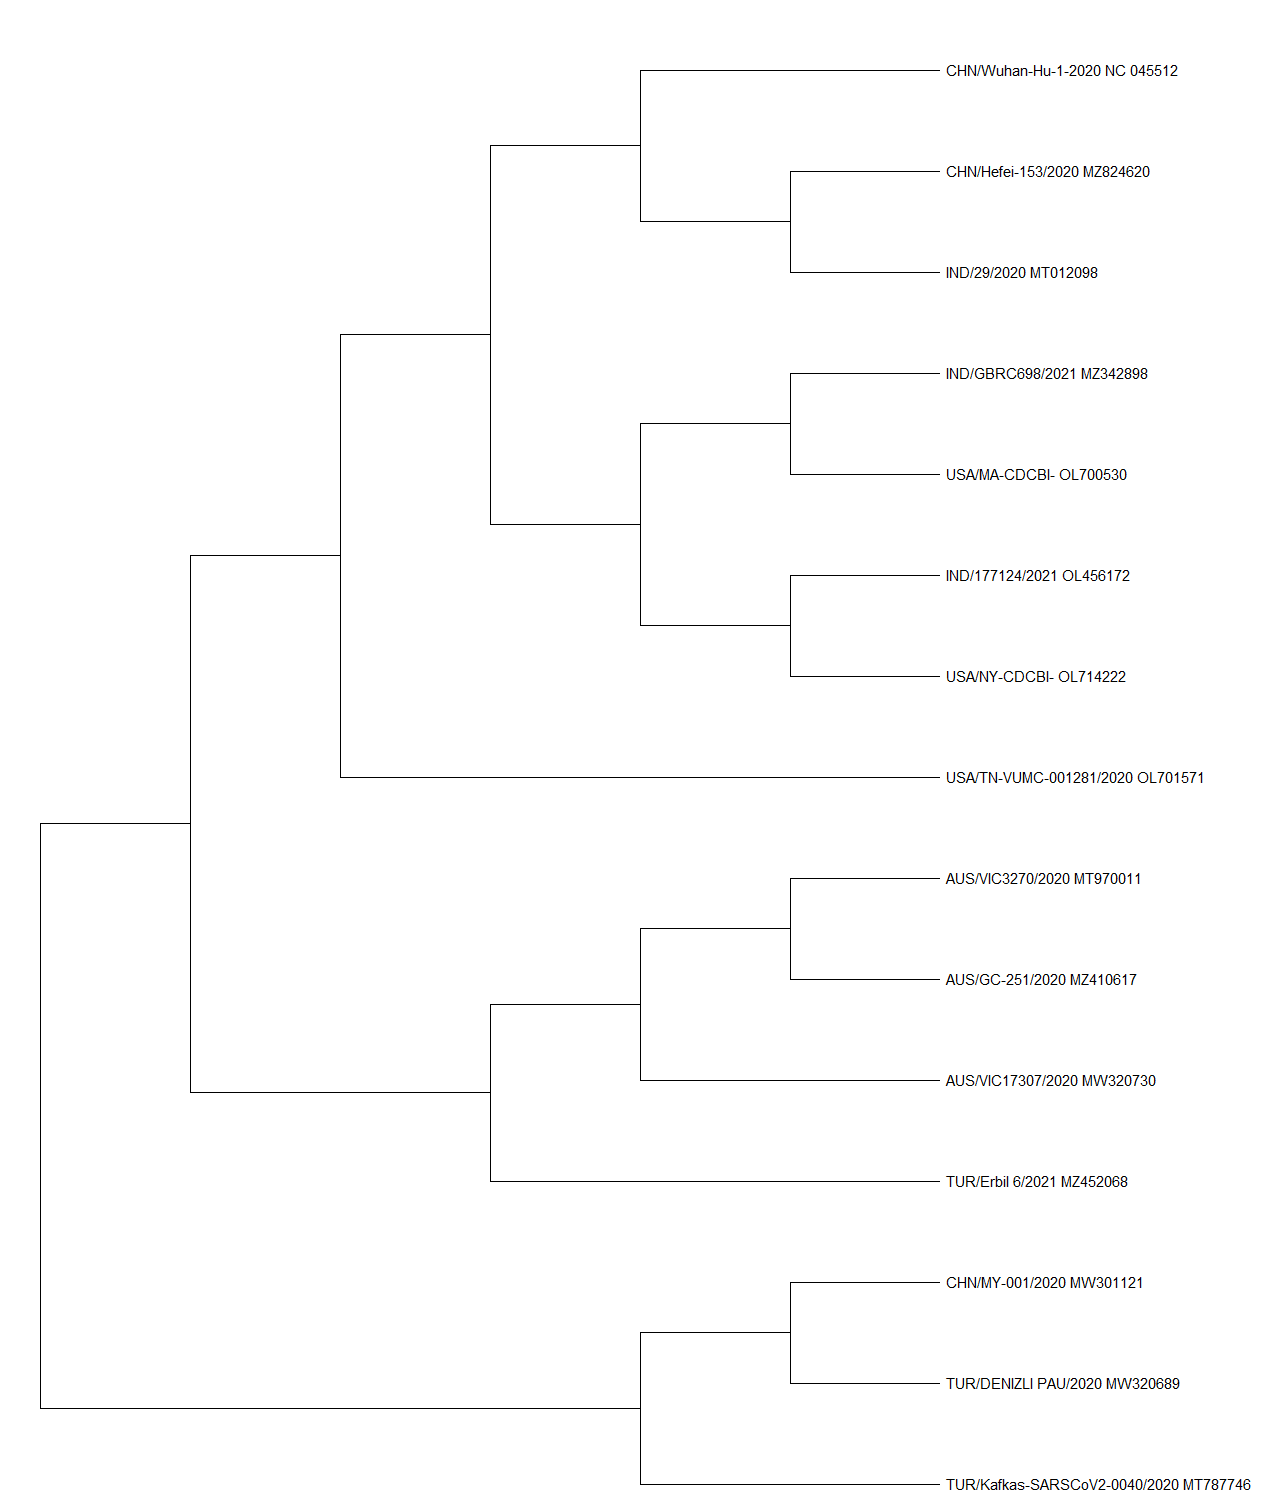 CHN/Wuhan-Hu-1-2020 NC 045512
CHN/Hefei-153/2020 MZ824620
IND/29/2020 MT012098
IND/GBRC698/2021 MZ342898
USA/MA-CDCBI- OL700530
IND/177124/2021 OL456172
USA/NY-CDCBI- OL714222
USA/TN-VUMC-001281/2020 OL701571
AUS/VIC3270/2020 MT970011
AUS/GC-251/2020 MZ410617
AUS/VIC17307/2020 MW320730
TUR/Erbil 6/2021 MZ452068
CHN/MY-001/2020 MW301121
TUR/DENIZLI PAU/2020 MW320689
TUR/Kafkas-SARSCoV2-0040/2020 MT787746